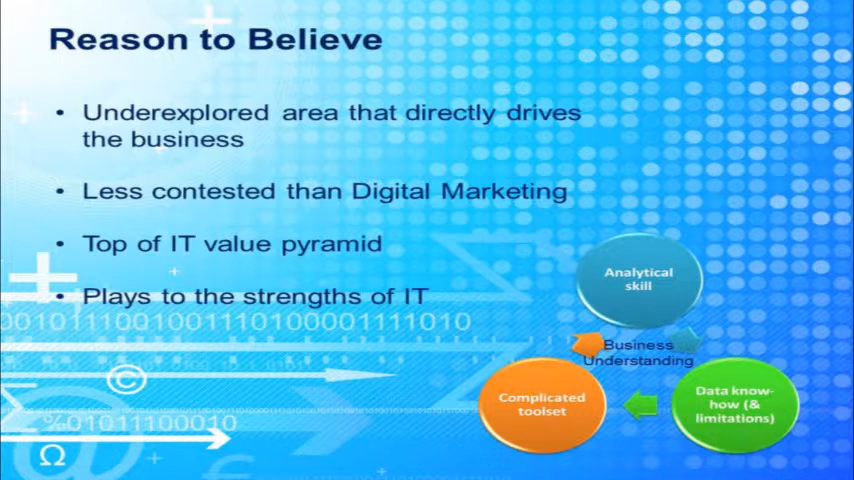 Reason to Believe
• Underexplored area that directly drives
the business
• Less contested than Digital Marketing
• Top of IT value pyramid
• Plays to the strengths of IT
001011100100111010001111010
©
%01011100010
@
Ω
Analytical
skill
Business
Understanding
Complicated
toolset
Data know-
how (&
limitations)